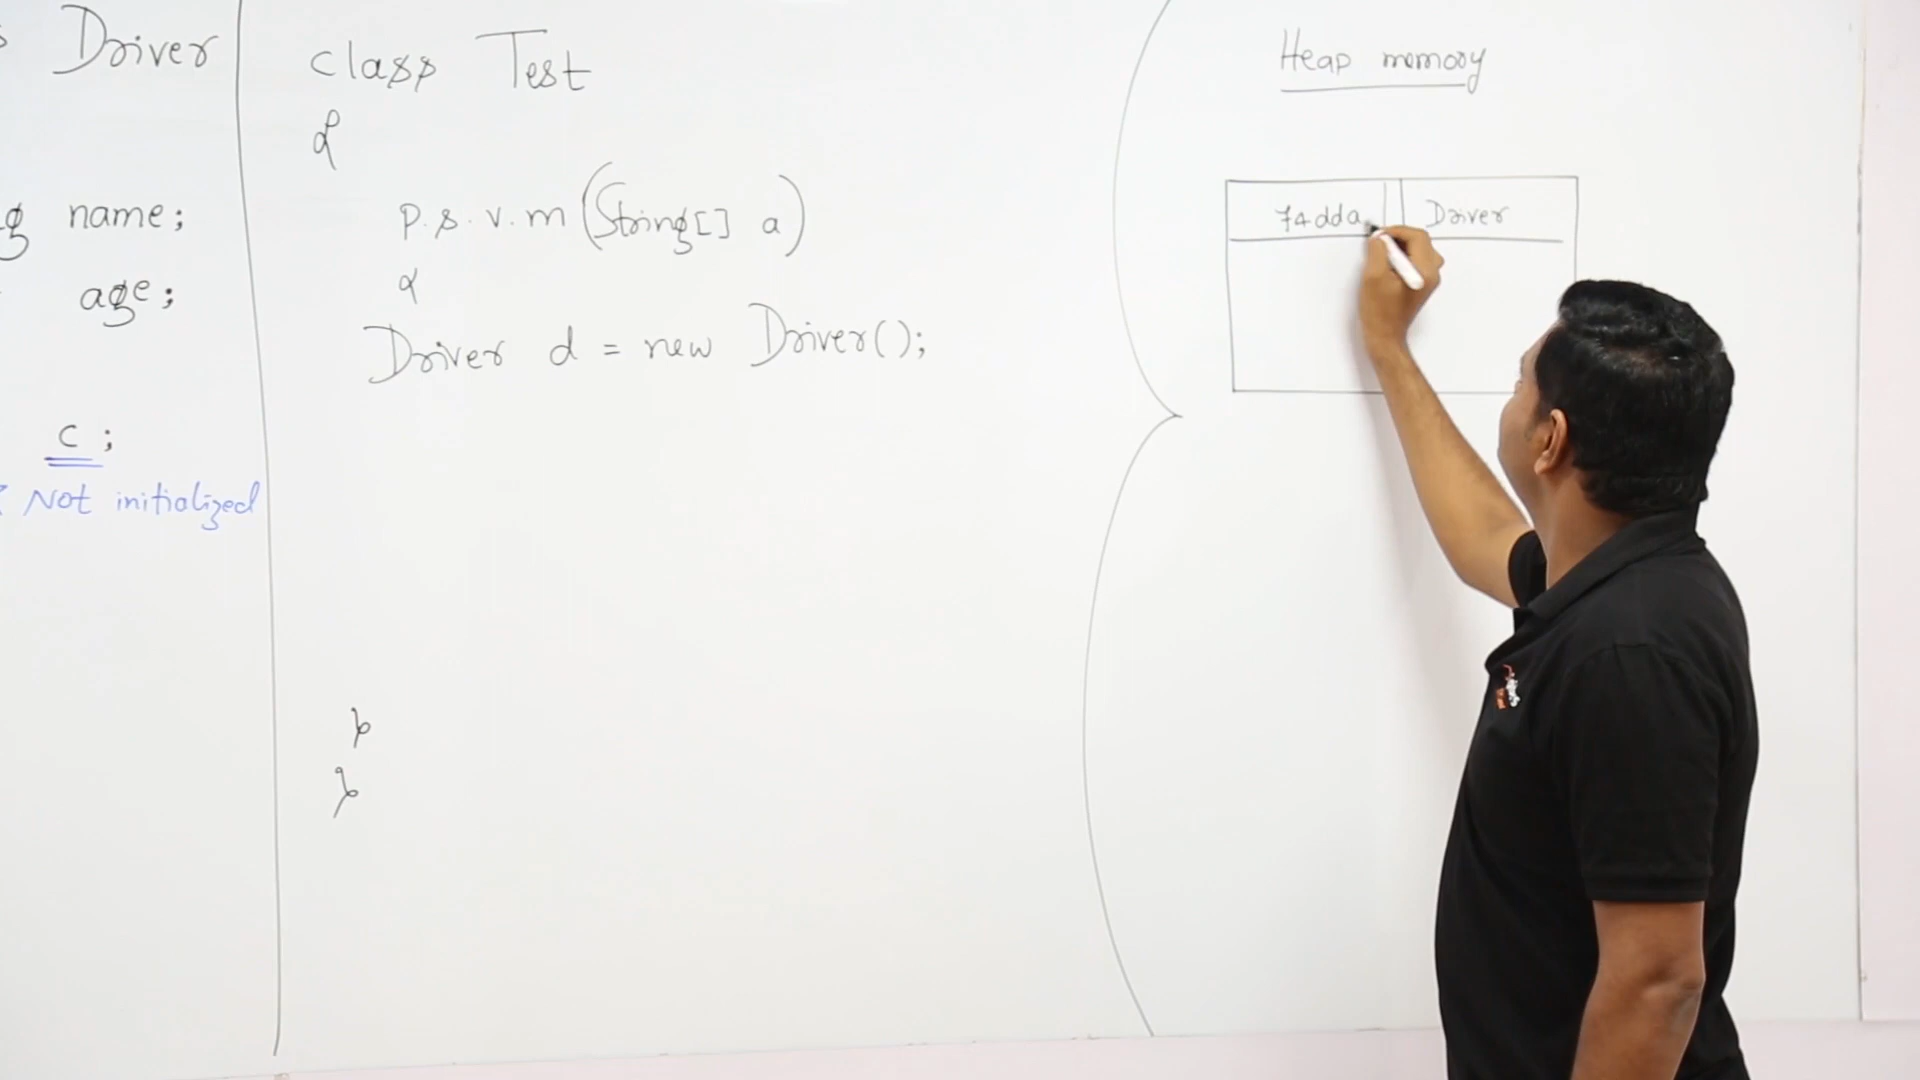 Driver
name;
age;
c ;
Not initialized
class Test
{
p.s.v.m (String[] a)
{
Driver d = new Driver();
}
}
Heap memory
74dda Driver